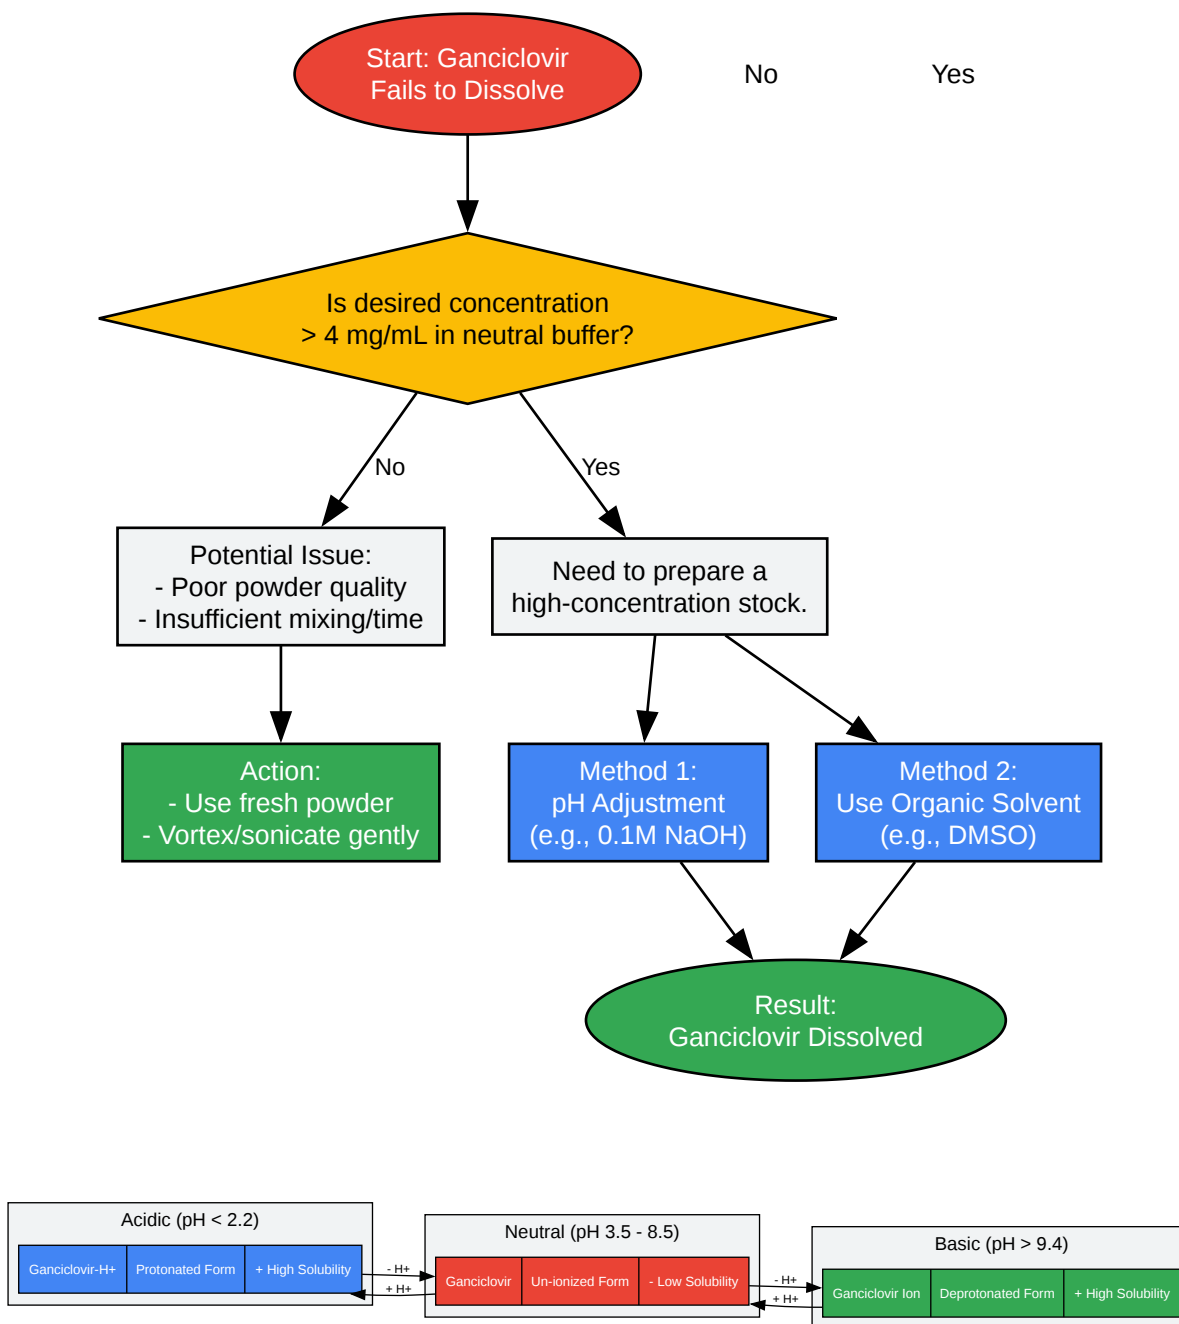 Start: Ganciclovir
Fails to Dissolve
No
Yes
Is desired concentration
> 4 mg/mL in neutral buffer?
No
Yes
Potential Issue:
- Poor powder quality
- Insufficient mixing/time
Need to prepare a
high-concentration stock.
Action:
- Use fresh powder
- Vortex/sonicate gently
Method 1:
pH Adjustment
(e.g., 0.1M NaOH)
Method 2:
Use Organic Solvent
(e.g., DMSO)
Result:
Ganciclovir Dissolved
Acidic (pH < 2.2)
Ganciclovir-H+
Protonated Form
+ High Solubility
- H+
+ H+
Neutral (pH 3.5 - 8.5)
Ganciclovir
Un-ionized Form
- Low Solubility
- H+
+ H+
Basic (pH > 9.4)
Ganciclovir Ion
Deprotonated Form
+ High Solubility